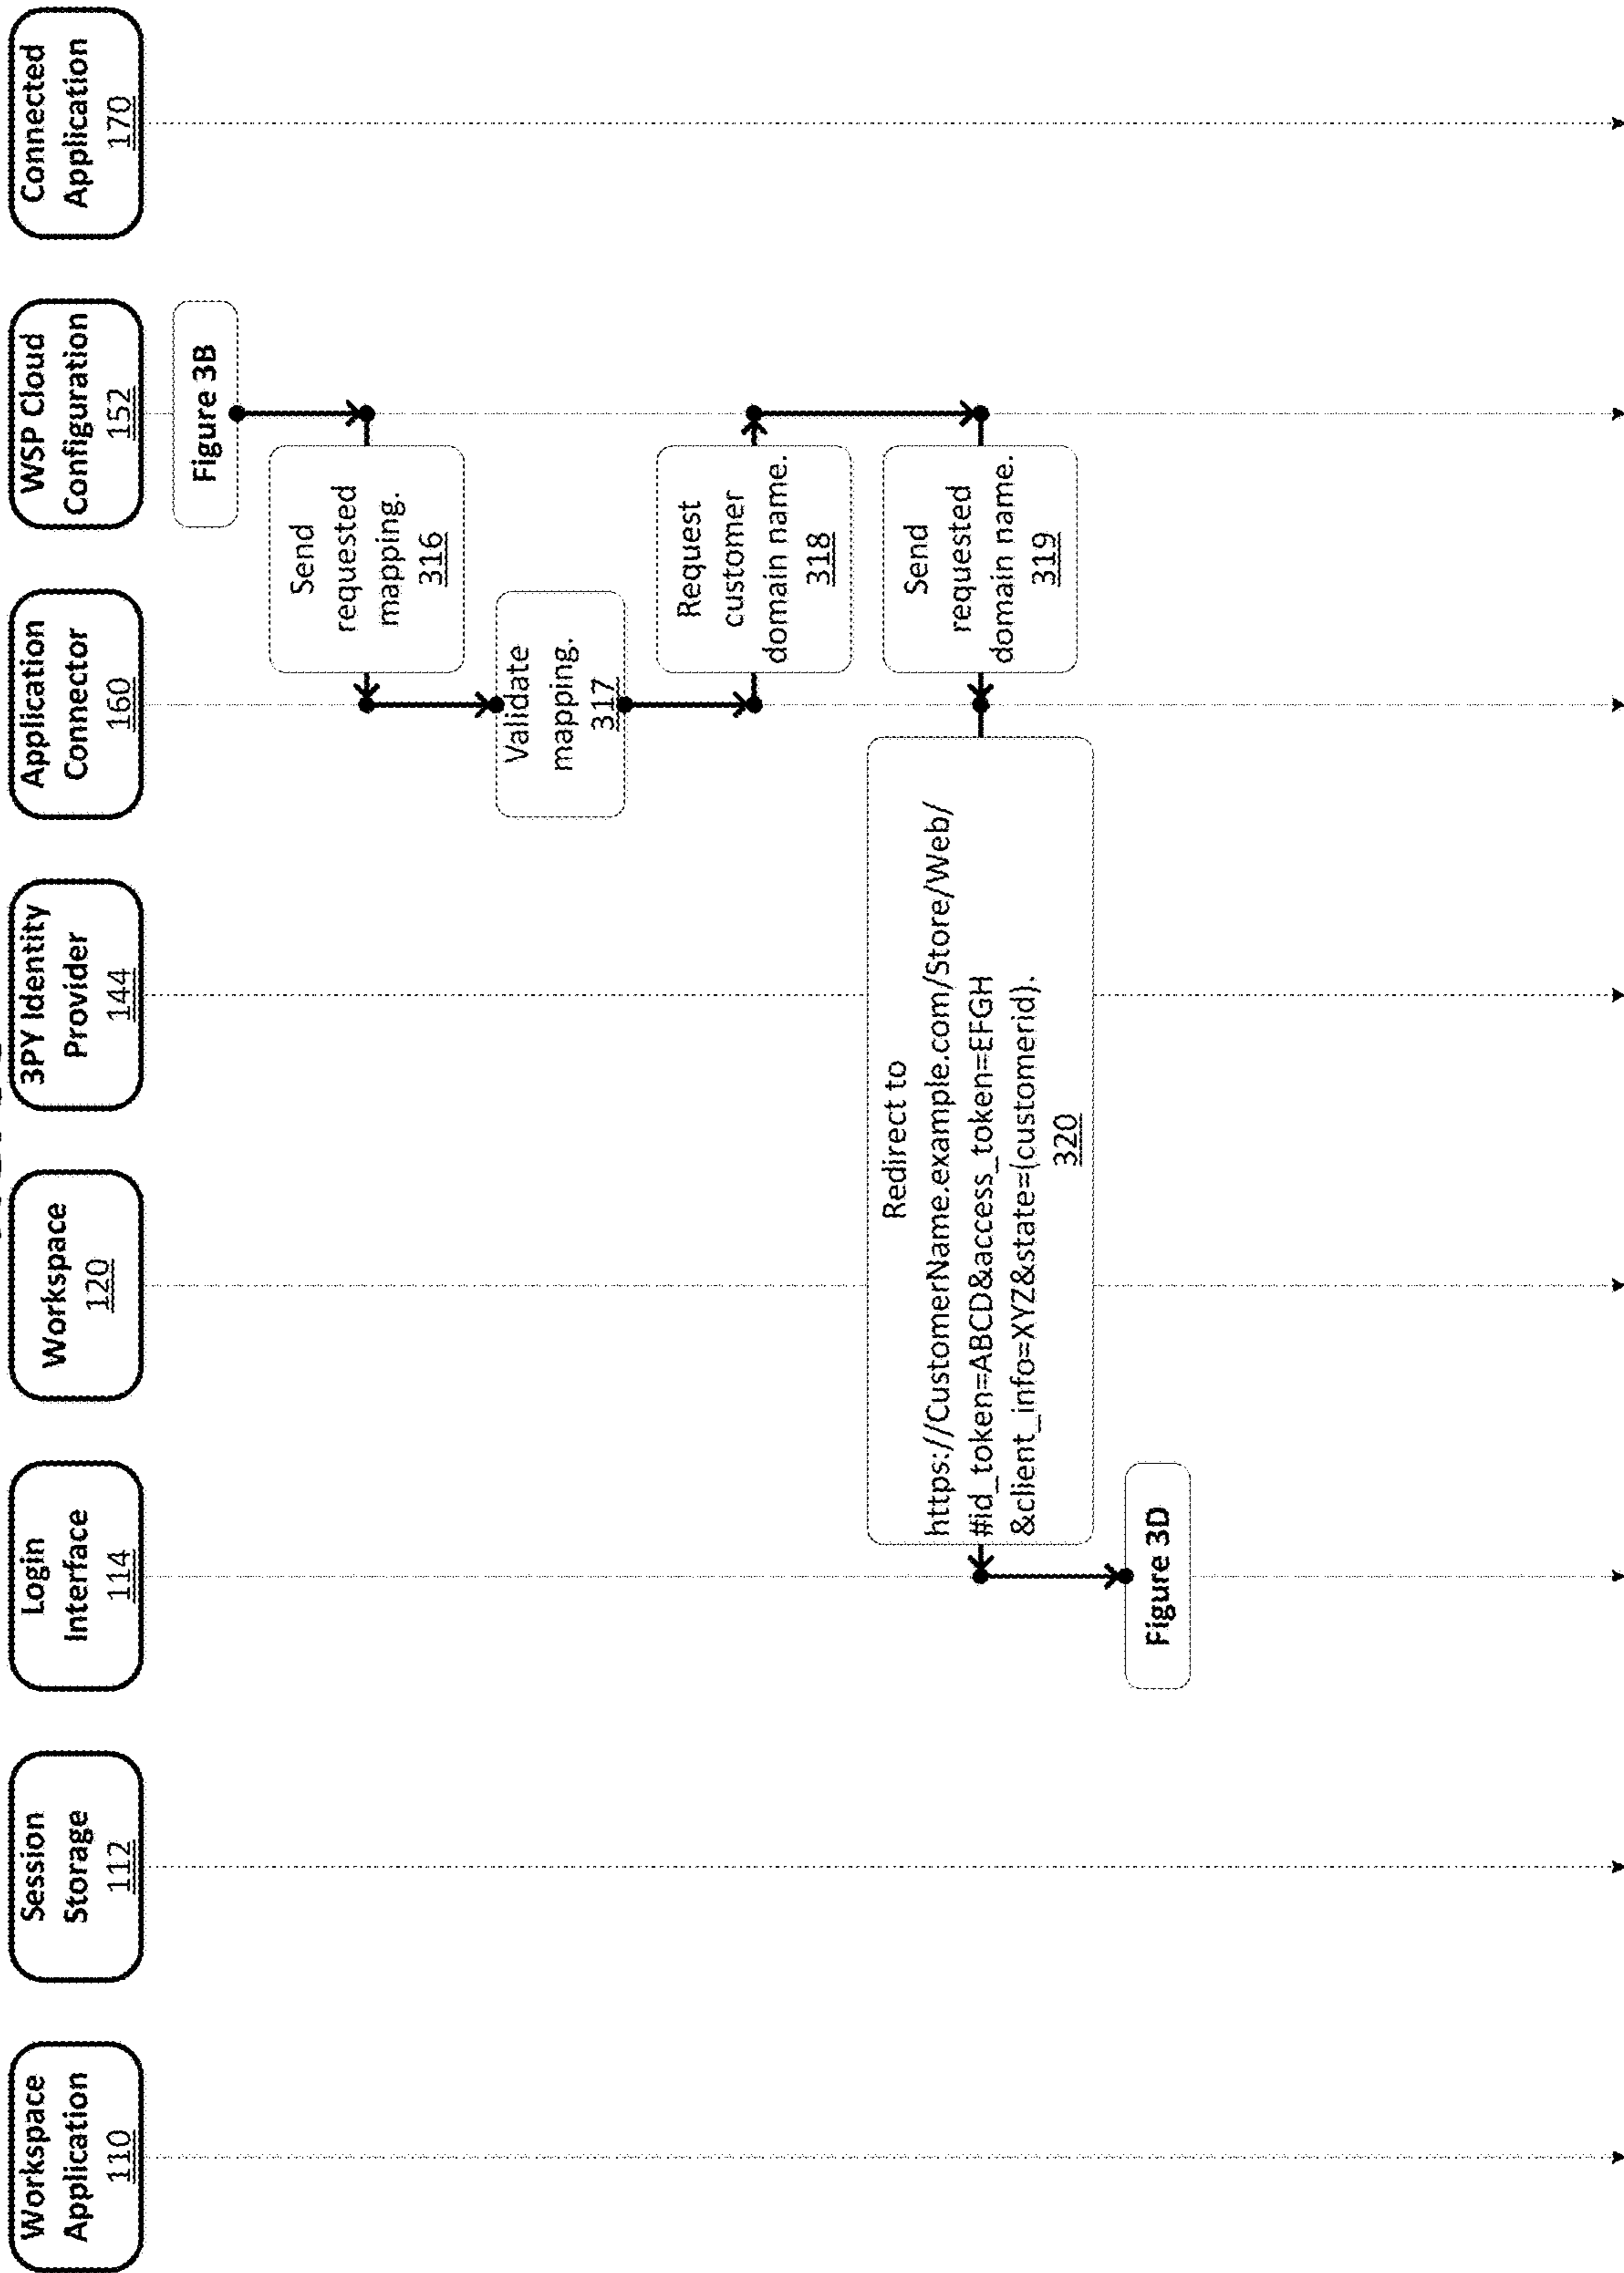 Workspace
Application
110
Session
Storage
112
Login
Interface
114
Workspace
120
3PY Identity
Provider
144
Application
Connector
160
WSP Cloud
Configuration
152
Connected
Application
170
Figure 3B
Send
requested
mapping.
316
Validate
mapping.
317
Request
customer
domain name.
318
Send
requested
domain name.
319
Redirect to
https://CustomerName.example.com/Store/Web/
#id_token=ABCD&access_token=EFGH
&client_info=XYZ&state={customerid}.
320
Figure 3D